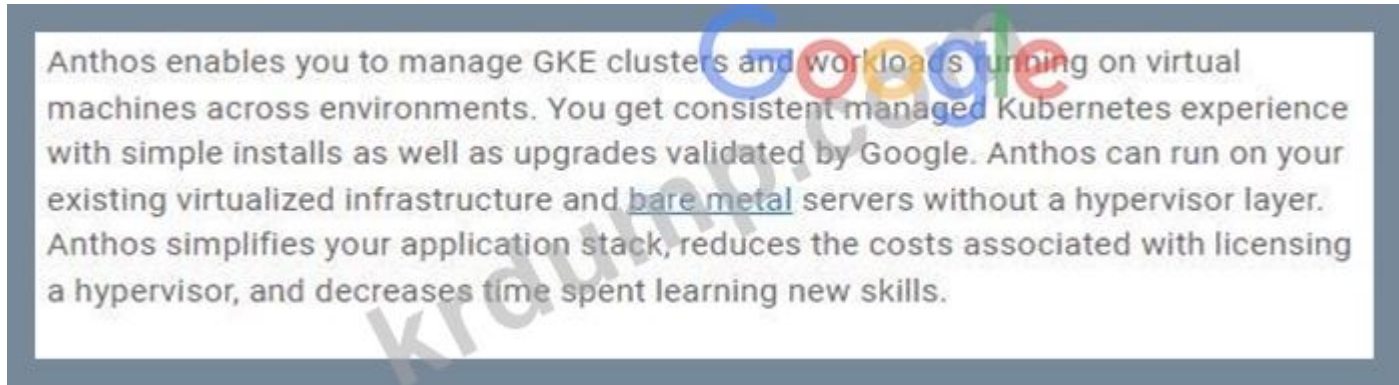 Google
Anthos enables you to manage GKE clusters and workloads running on virtual
machines across environments. You get consistent managed Kubernetes experience
with simple installs as well as upgrades validated by Google. Anthos can run on your
existing virtualized infrastructure and bare metal servers without a hypervisor layer.
Anthos simplifies your application stack, reduces the costs associated with licensing
a hypervisor, and decreases time spent learning new skills.
krdump.com